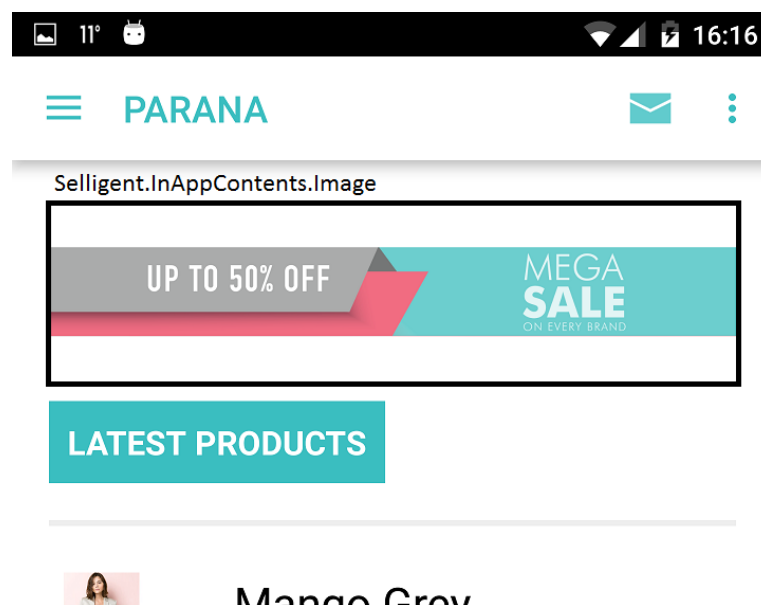 11° 16:16
PARANA
Selligent.InAppContents.Image
UP TO 50% OFF
MEGA
SALE
ON EVERY BRAND
LATEST PRODUCTS
Mango Grey